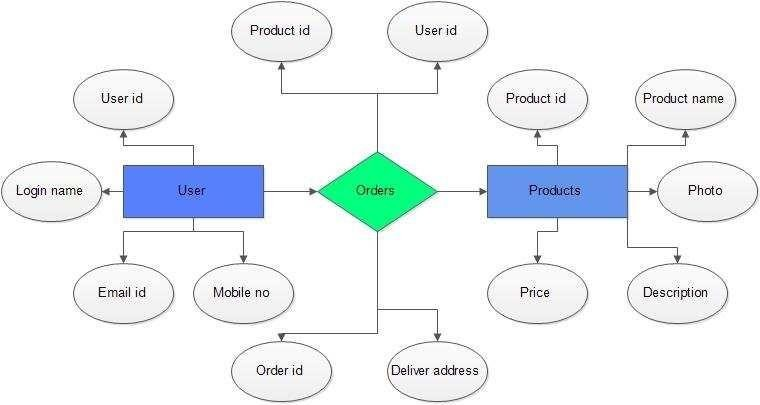 Product id
User id
User id
Product id
Product name
Login name
User
Orders
Products
Photo
Email id
Mobile no
Price
Description
Order id
Deliver address